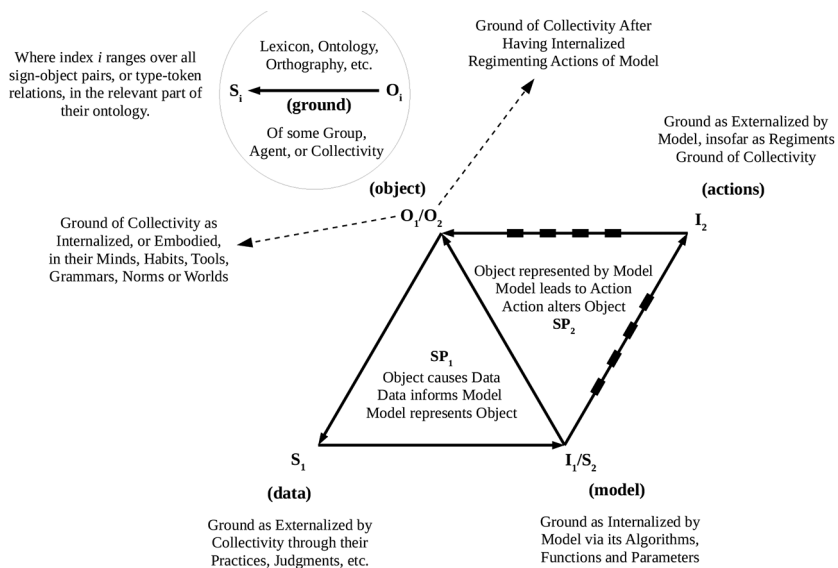 Where index i ranges over all
sign-object pairs, or type-token
relations, in the relevant part of
their ontology.
Lexicon, Ontology,
Orthography, etc.
Sᵢ
Oᵢ
(ground)
Of some Group,
Agent, or Collectivity
Ground of Collectivity After
Having Internalized
Regimenting Actions of Model
Ground as Externalized by
Model, insofar as Regiments
Ground of Collectivity
(object)
O₁/O₂
(actions)
I₂
Ground of Collectivity as
Internalized, or Embodied,
in their Minds, Habits, Tools,
Grammars, Norms or Worlds
Object represented by Model
Model leads to Action
Action alters Object
SP₂
SP₁
Object causes Data
Data informs Model
Model represents Object
S₁
(data)
I₁/S₂
(model)
Ground as Externalized by
Collectivity through their
Practices, Judgments, etc.
Ground as Internalized by
Model via its Algorithms,
Functions and Parameters